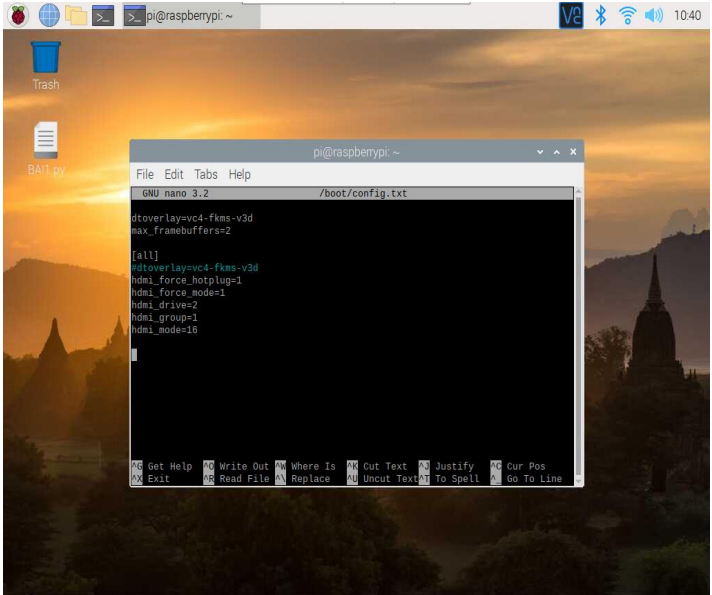 pi@raspberrypi: ~
10:40
Trash
BAI1.py
pi@raspberrypi: ~
File Edit Tabs Help
GNU nano 3.2 /boot/config.txt
dtoverlay=vc4-fkms-v3d
max_framebuffers=2
[all]
#dtoverlay=vc4-fkms-v3d
hdmi_force_hotplug=1
hdmi_force_mode=1
hdmi_drive=2
hdmi_group=1
hdmi_mode=16
^G Get Help ^O Write Out ^W Where Is ^K Cut Text ^J Justify ^C Cur Pos
^X Exit ^R Read File ^\ Replace ^U Uncut Text ^T To Spell ^_ Go To Line